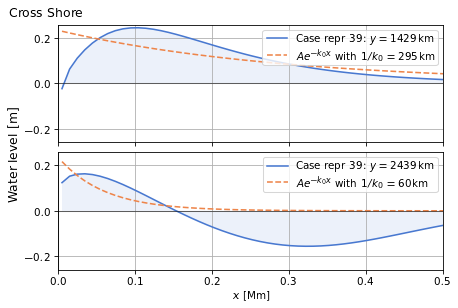 Cross Shore
Water level [m]
0.2
0.0
−0.2
Case repr 39: y = 1429 km
Ae^{−k₀x} with 1/k₀ = 295 km
0.2
0.0
−0.2
Case repr 39: y = 2439 km
Ae^{−k₀x} with 1/k₀ = 60 km
0.0 0.1 0.2 0.3 0.4 0.5
x [Mm]